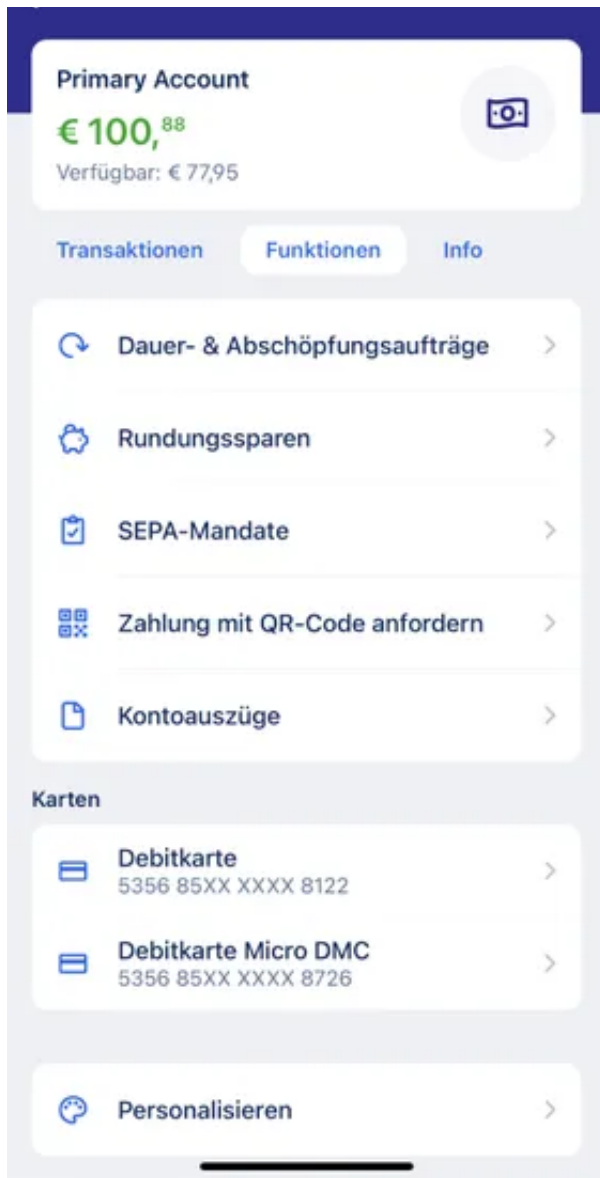 Primary Account
€ 100,88
Verfügbar: € 77,95
Transaktionen Funktionen Info
Dauer- & Abschöpfungsaufträge
Rundungssparen
SEPA-Mandate
Zahlung mit QR-Code anfordern
Kontoauszüge
Karten
Debitkarte
5356 85XX XXXX 8122
Debitkarte Micro DMC
5356 85XX XXXX 8726
Personalisieren